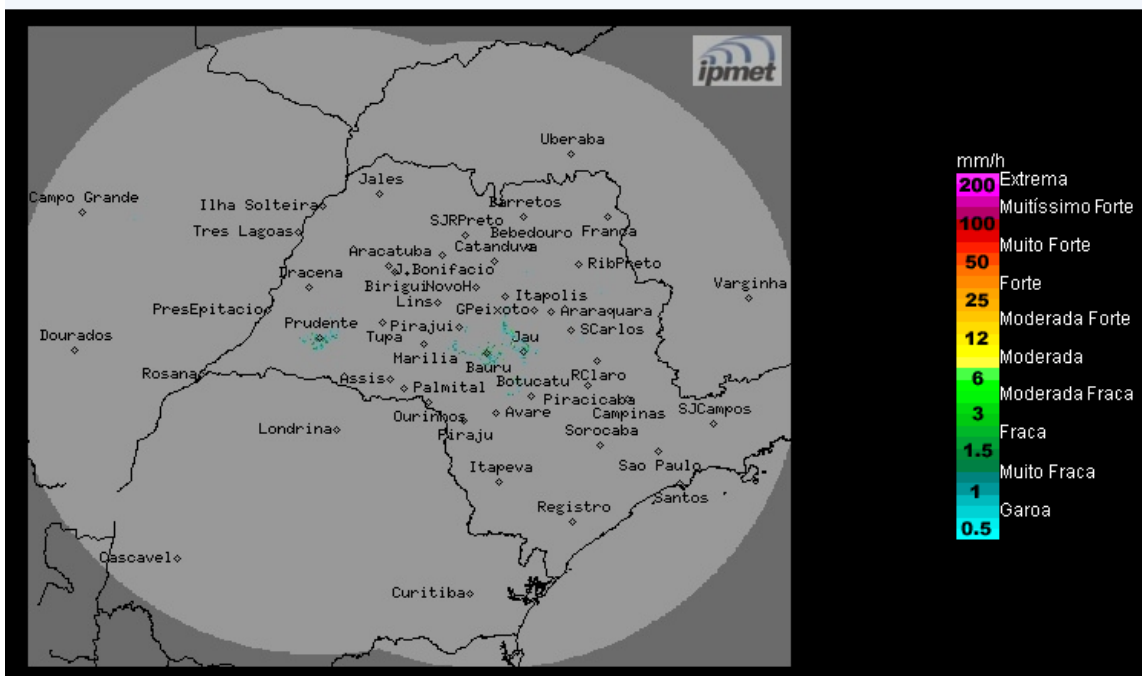 ipmet
Uberaba
Jales
Campo Grande
Ilha Solteira
Barretos
SJRPreto
Tres Lagoas
Bebedouro
Franca
Catanduva
Aracatuba
J.Bonifacio
RibPreto
Dracena
Birigui
NovoH
Varginha
Itapolis
Lins
PresEpitacio
GPeixoto
Araraquara
Prudente
Pirajui
SCarlos
Dourados
Tupa
Jau
Marilia
Bauru
Rosana
Assis
Botucatu
RClaro
Palmital
Piracicaba
Ourinhos
Avare
Campinas
SJCampos
Londrina
Piraju
Sorocaba
Itapeva
Sao Paulo
Santos
Registro
Cascavel
Curitiba
mm/h
200 Extrema
Muitíssimo Forte
100
Muito Forte
50
Forte
25
Moderada Forte
12
Moderada
6
Moderada Fraca
3
Fraca
1.5
Muito Fraca
1
Garoa
0.5